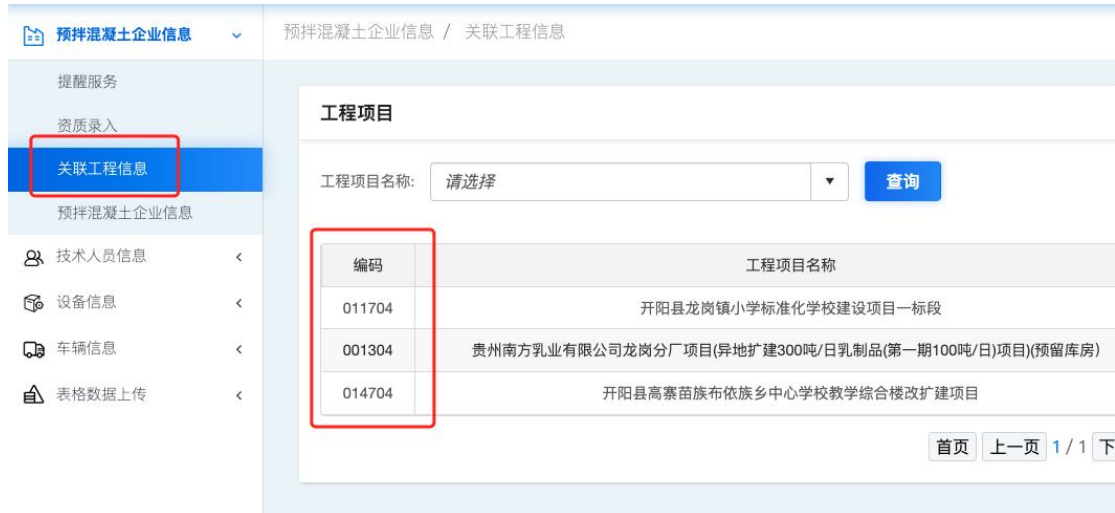 预拌混凝土企业信息
提醒服务
资质录入
关联工程信息
预拌混凝土企业信息
技术人员信息
设备信息
车辆信息
表格数据上传
预拌混凝土企业信息 / 关联工程信息
工程项目
工程项目名称: 请选择 查询
编码 工程项目名称
011704 开阳县龙岗镇小学标准化学校建设项目一标段
001304 贵州南方乳业有限公司龙岗分厂项目(异地扩建300吨/日乳制品(第一期100吨/日)项目)(预留库房)
014704 开阳县高寨苗族布依族乡中心学校教学综合楼改扩建项目
首页 上一页 1 / 1 下